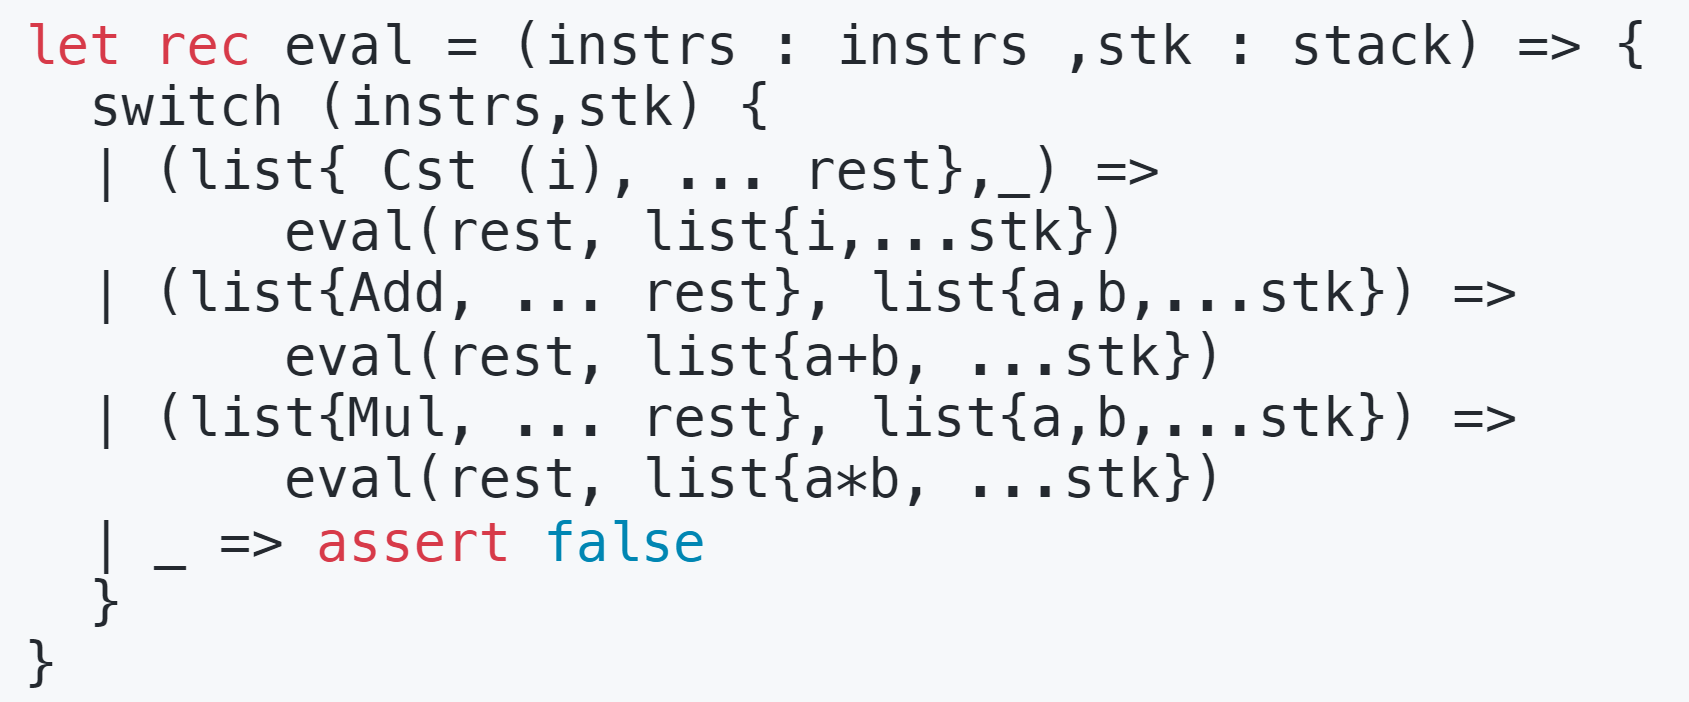 let rec eval = (instrs : instrs ,stk : stack) => {
  switch (instrs,stk) {
  | (list{ Cst (i), ... rest},_) =>
        eval(rest, list{i,...stk})
  | (list{Add, ... rest}, list{a,b,...stk}) =>
        eval(rest, list{a+b, ...stk})
  | (list{Mul, ... rest}, list{a,b,...stk}) =>
        eval(rest, list{a*b, ...stk})
  | _ => assert false
  }
}